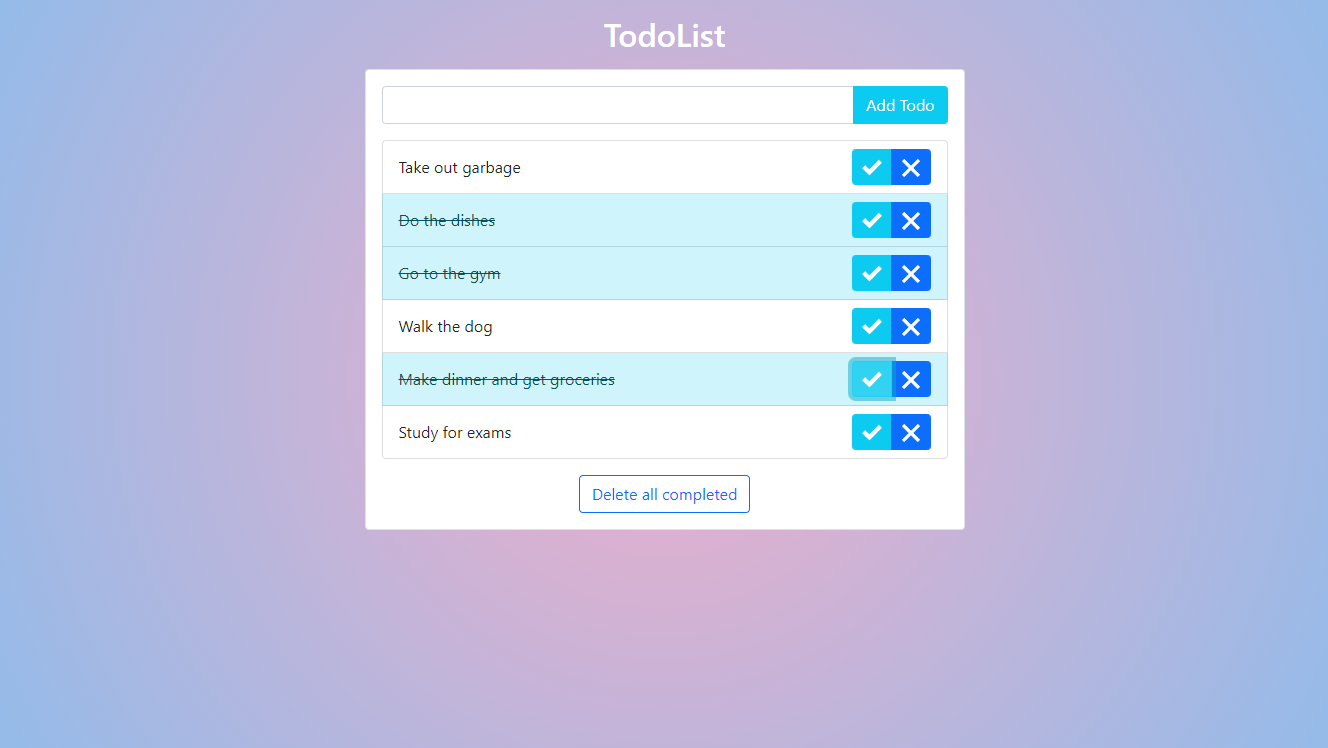 TodoList
Add Todo
Take out garbage
Do the dishes
Go to the gym
Walk the dog
Make dinner and get groceries
Study for exams
Delete all completed